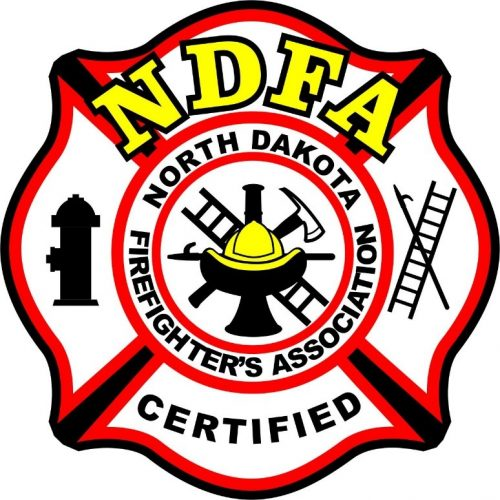 NDFA
NORTH DAKOTA
FIREFIGHTER'S ASSOCIATION
CERTIFIED